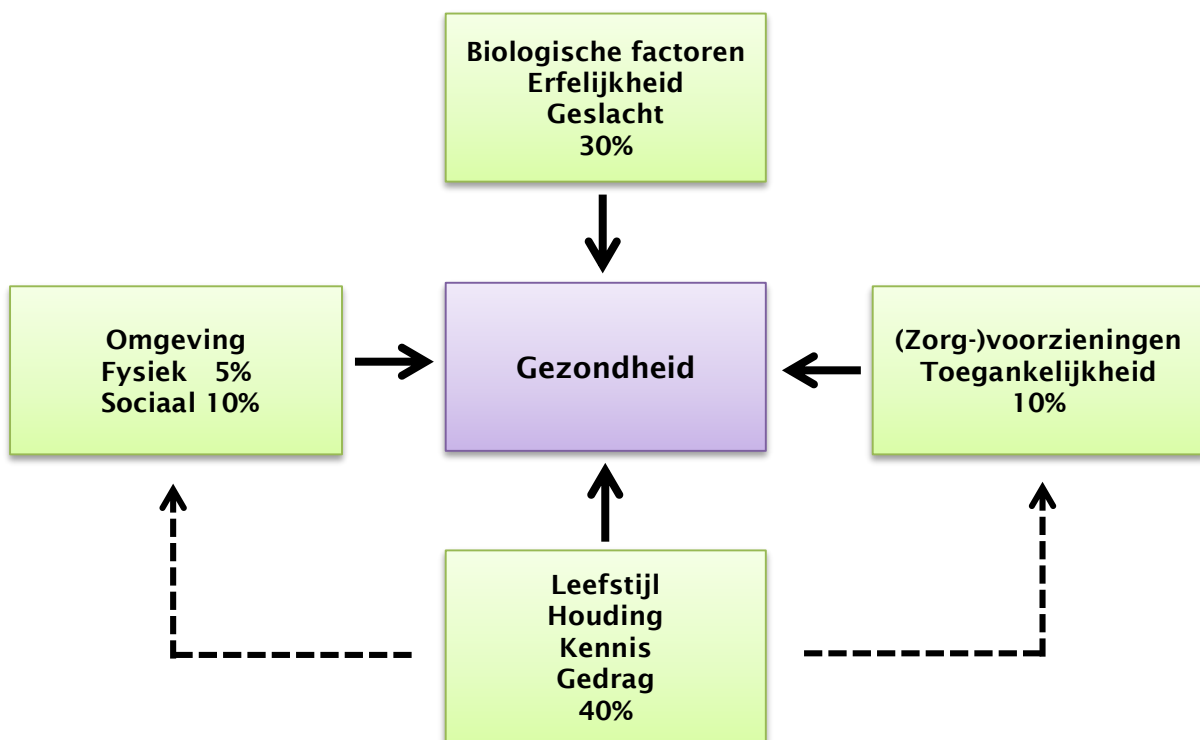 Biologische factoren
Erfelijkheid
Geslacht
30%
Omgeving
Fysiek 5%
Sociaal 10%
Gezondheid
(Zorg-)voorzieningen
Toegankelijkheid
10%
Leefstijl
Houding
Kennis
Gedrag
40%